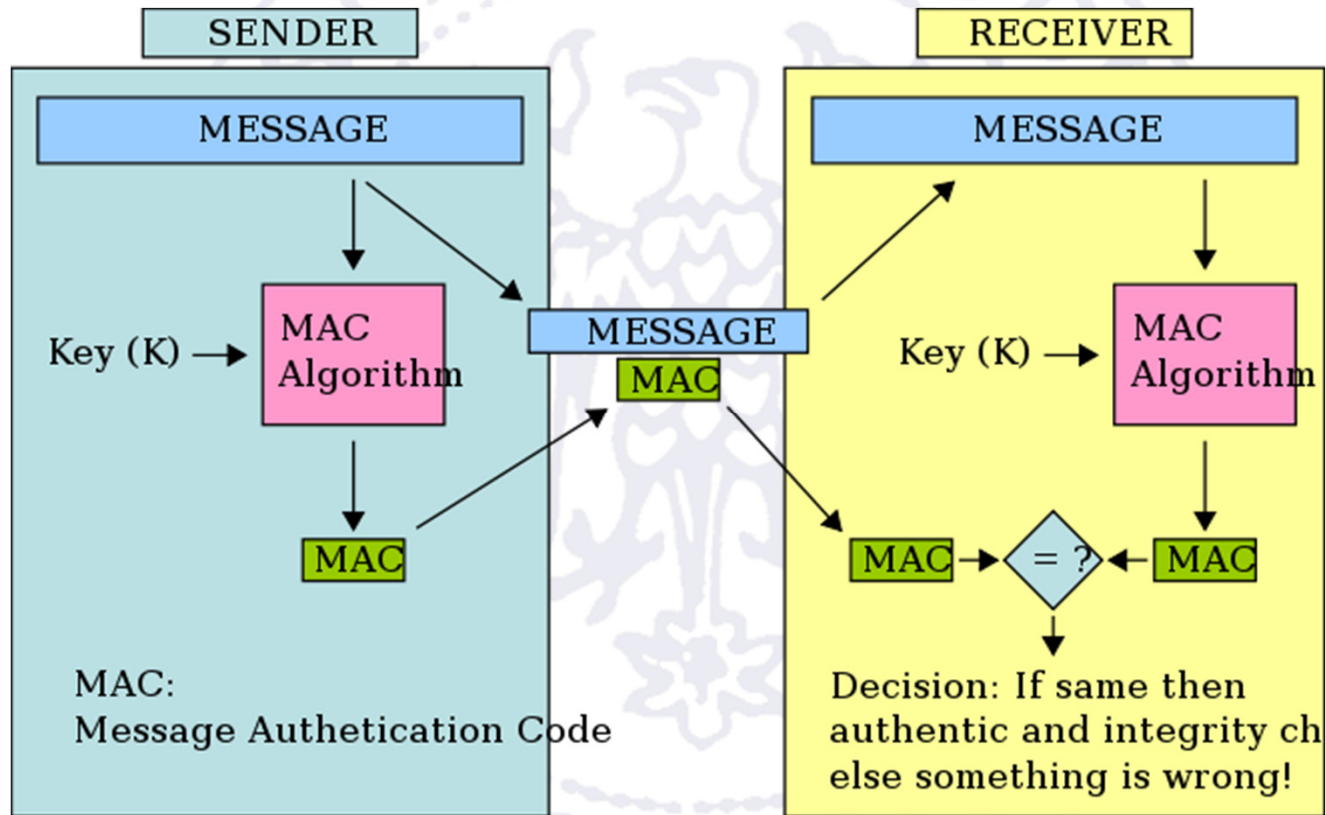 SENDER
RECEIVER
MESSAGE
MESSAGE
MAC
Algorithm
Key (K)
MESSAGE
MAC
Key (K)
MAC
Algorithm
MAC
MAC
= ?
MAC
MAC:
Message Authetication Code
Decision: If same then
authentic and integrity ch
else something is wrong!